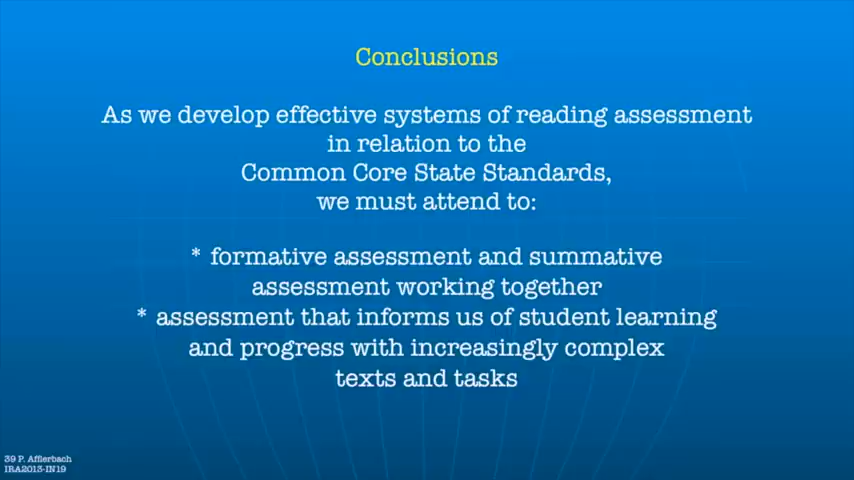 Conclusions
As we develop effective systems of reading assessment
in relation to the
Common Core State Standards,
we must attend to:
* formative assessment and summative
assessment working together
* assessment that informs us of student learning
and progress with increasingly complex
texts and tasks
39 P. Afflerbach
IRA2013-IN19